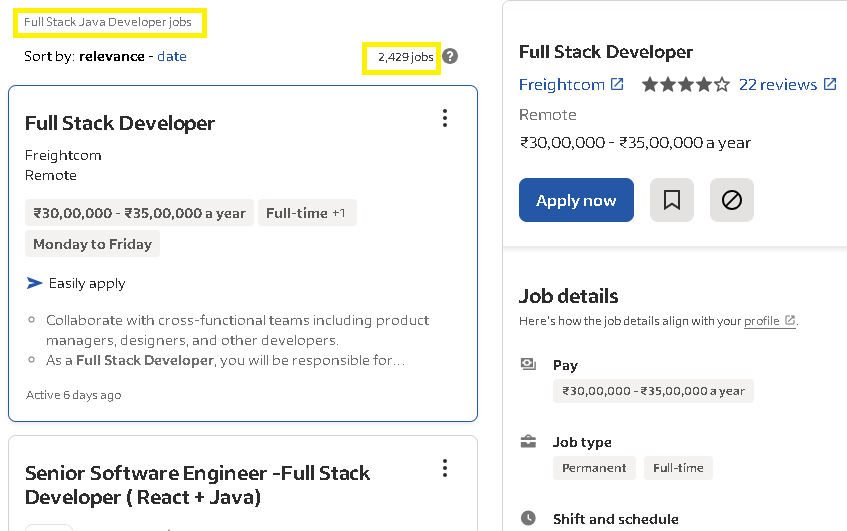 Full Stack Java Developer jobs
Sort by: relevance - date
2,429 jobs
Full Stack Developer
Freightcom
Remote
₹30,00,000 - ₹35,00,000 a year
Full-time +1
Monday to Friday
Easily apply
Collaborate with cross-functional teams including product
managers, designers, and other developers.
As a Full Stack Developer, you will be responsible for…
Active 6 days ago
Senior Software Engineer -Full Stack
Developer ( React + Java)
Full Stack Developer
Freightcom
22 reviews
Remote
₹30,00,000 - ₹35,00,000 a year
Apply now
Job details
Here's how the job details align with your profile.
Pay
₹30,00,000 - ₹35,00,000 a year
Job type
Permanent
Full-time
Shift and schedule